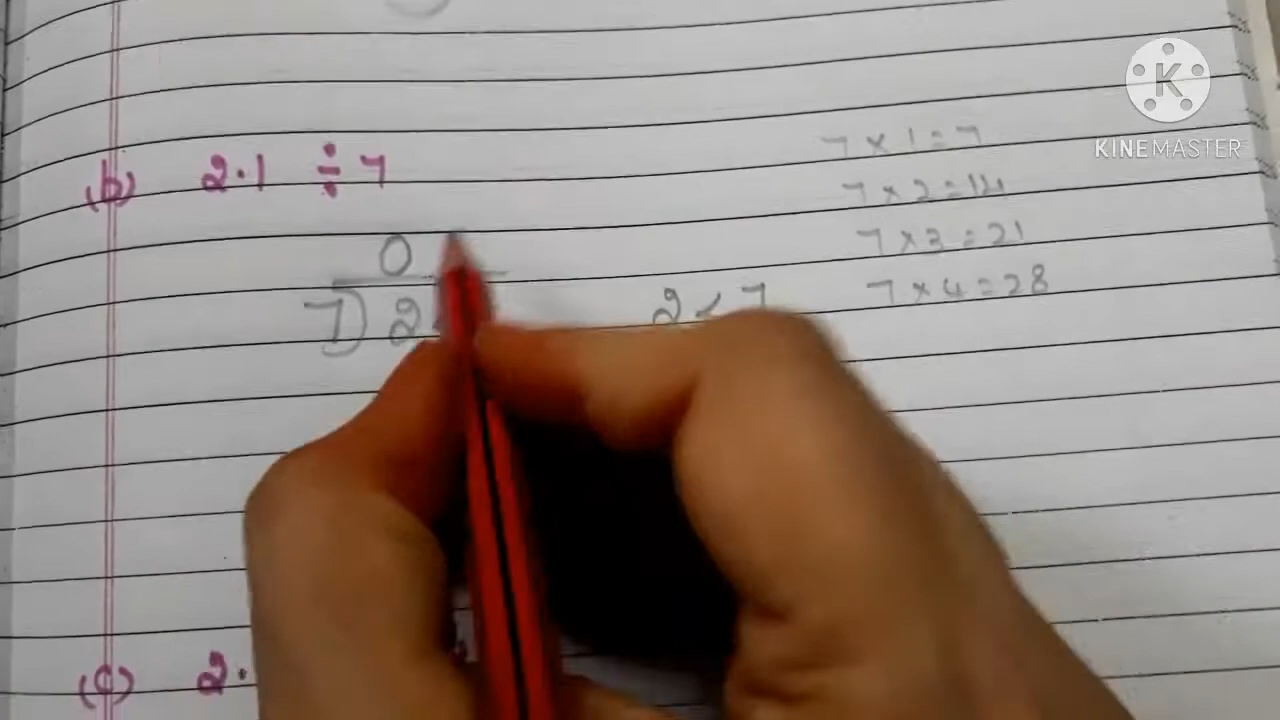 (b) 2.1 ÷ 7
0
7) 2
2 < 7
7 × 1 = 7
7 × 2 = 14
7 × 3 = 21
7 × 4 = 28
(c) 2.
K
KINEMASTER